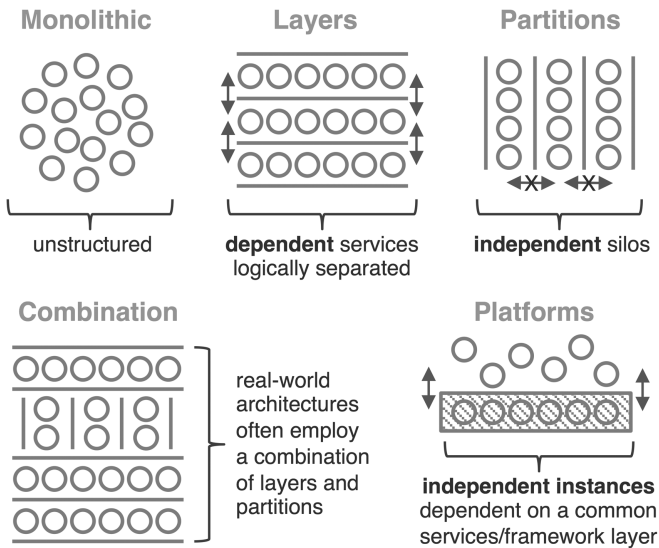 Monolithic
unstructured
Layers
dependent services
logically separated
Partitions
X X
independent silos
Combination
real-world
architectures
often employ
a combination
of layers and
partitions
Platforms
independent instances
dependent on a common
services/framework layer